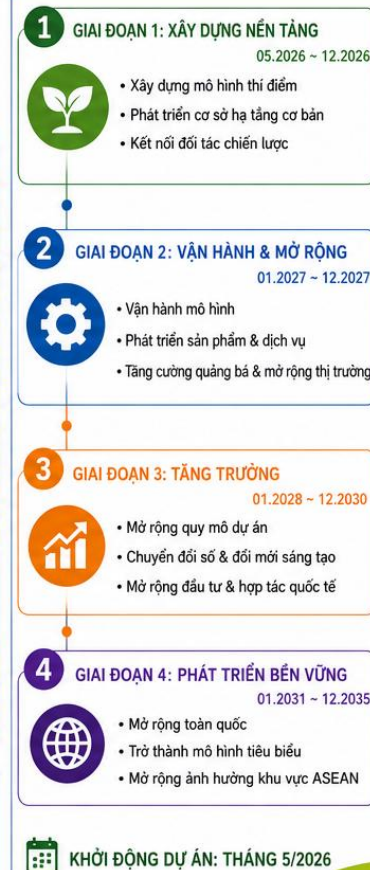 1
GIAI ĐOẠN 1: XÂY DỰNG NỀN TẢNG
05.2026 ~ 12.2026
• Xây dựng mô hình thí điểm
• Phát triển cơ sở hạ tầng cơ bản
• Kết nối đối tác chiến lược
2
GIAI ĐOẠN 2: VẬN HÀNH & MỞ RỘNG
01.2027 ~ 12.2027
• Vận hành mô hình
• Phát triển sản phẩm & dịch vụ
• Tăng cường quảng bá & mở rộng thị trường
3
GIAI ĐOẠN 3: TĂNG TRƯỞNG
01.2028 ~ 12.2030
• Mở rộng quy mô dự án
• Chuyển đổi số & đổi mới sáng tạo
• Mở rộng đầu tư & hợp tác quốc tế
4
GIAI ĐOẠN 4: PHÁT TRIỂN BỀN VỮNG
01.2031 ~ 12.2035
• Mở rộng toàn quốc
• Trở thành mô hình tiêu biểu
• Mở rộng ảnh hưởng khu vực ASEAN
KHỞI ĐỘNG DỰ ÁN: THÁNG 5/2026